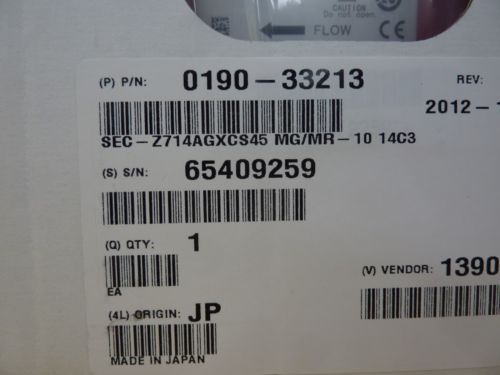 CAUTION
Do not open.
FLOW
(P) P/N: 0190-33213 REV:
2012-1
SEC-Z714AGXCS45 MG/MR-10 14C3
(S) S/N: 65409259
(Q) QTY: 1
EA
(V) VENDOR: 1390
(4L) ORIGIN: JP
MADE IN JAPAN